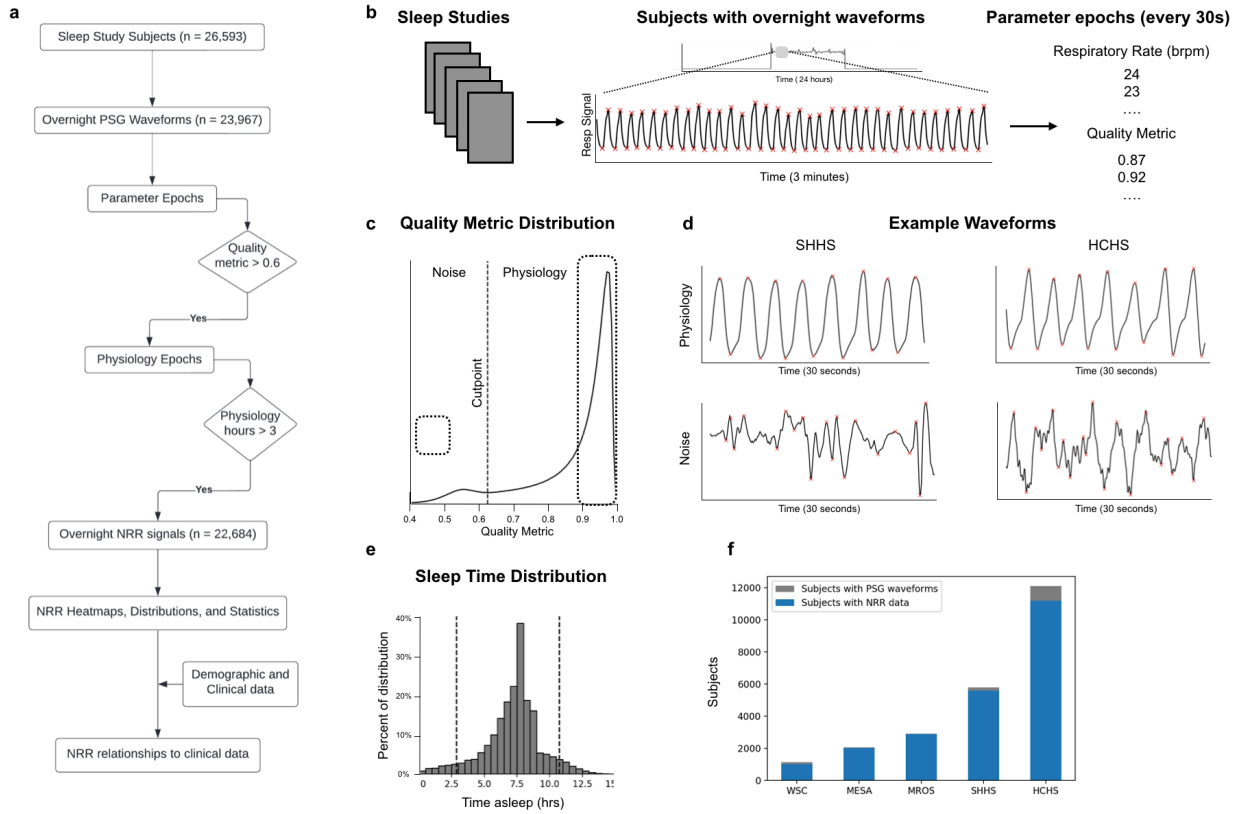 a
Sleep Study Subjects (n = 26,593)
Overnight PSG Waveforms (n = 23,967)
Parameter Epochs
Quality
metric > 0.6
Yes
Physiology Epochs
Physiology
hours > 3
Yes
Overnight NRR signals (n = 22,684)
NRR Heatmaps, Distributions, and Statistics
Demographic and
Clinical data
NRR relationships to clinical data
b
Sleep Studies
Subjects with overnight waveforms
Parameter epochs (every 30s)
Time ( 24 hours)
Resp Signal
Time (3 minutes)
Respiratory Rate (brpm)
24
23
....
Quality Metric
0.87
0.92
....
c
Quality Metric Distribution
Noise
Physiology
Cutpoint
0.4 0.5 0.6 0.7 0.8 0.9 1.0
Quality Metric
d
Example Waveforms
SHHS
HCHS
Physiology
Time (30 seconds)
Time (30 seconds)
Noise
Time (30 seconds)
Time (30 seconds)
e
Sleep Time Distribution
Percent of distribution
40%
30%
20%
10%
0%
0 2.5 5.0 7.5 10.0 12.5
Time asleep (hrs)
f
Subjects with PSG waveforms
Subjects with NRR data
Subjects
12000
10000
8000
6000
4000
2000
0
WSC MESA MROS SHHS HCHS